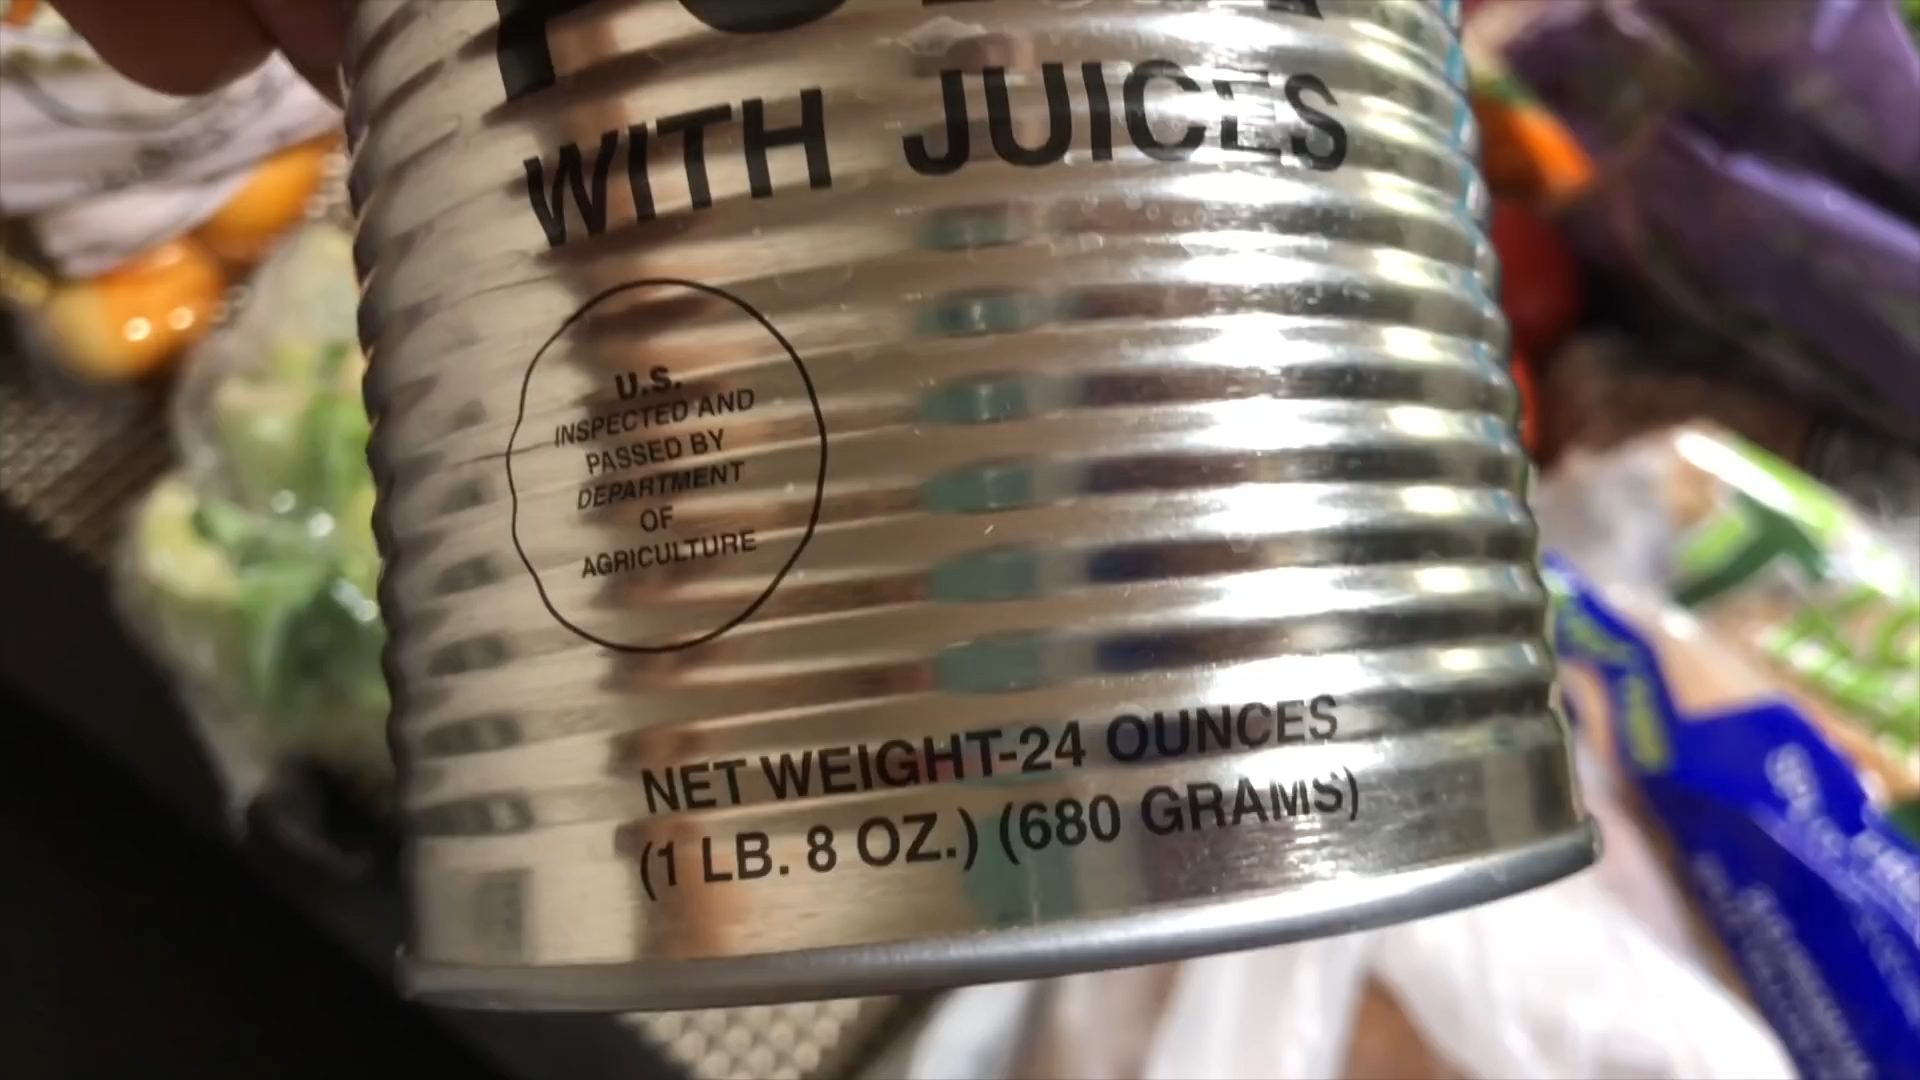 WITH JUICES
U.S.
INSPECTED AND
PASSED BY
DEPARTMENT
OF
AGRICULTURE
NET WEIGHT-24 OUNCES
(1 LB. 8 OZ.) (680 GRAMS)